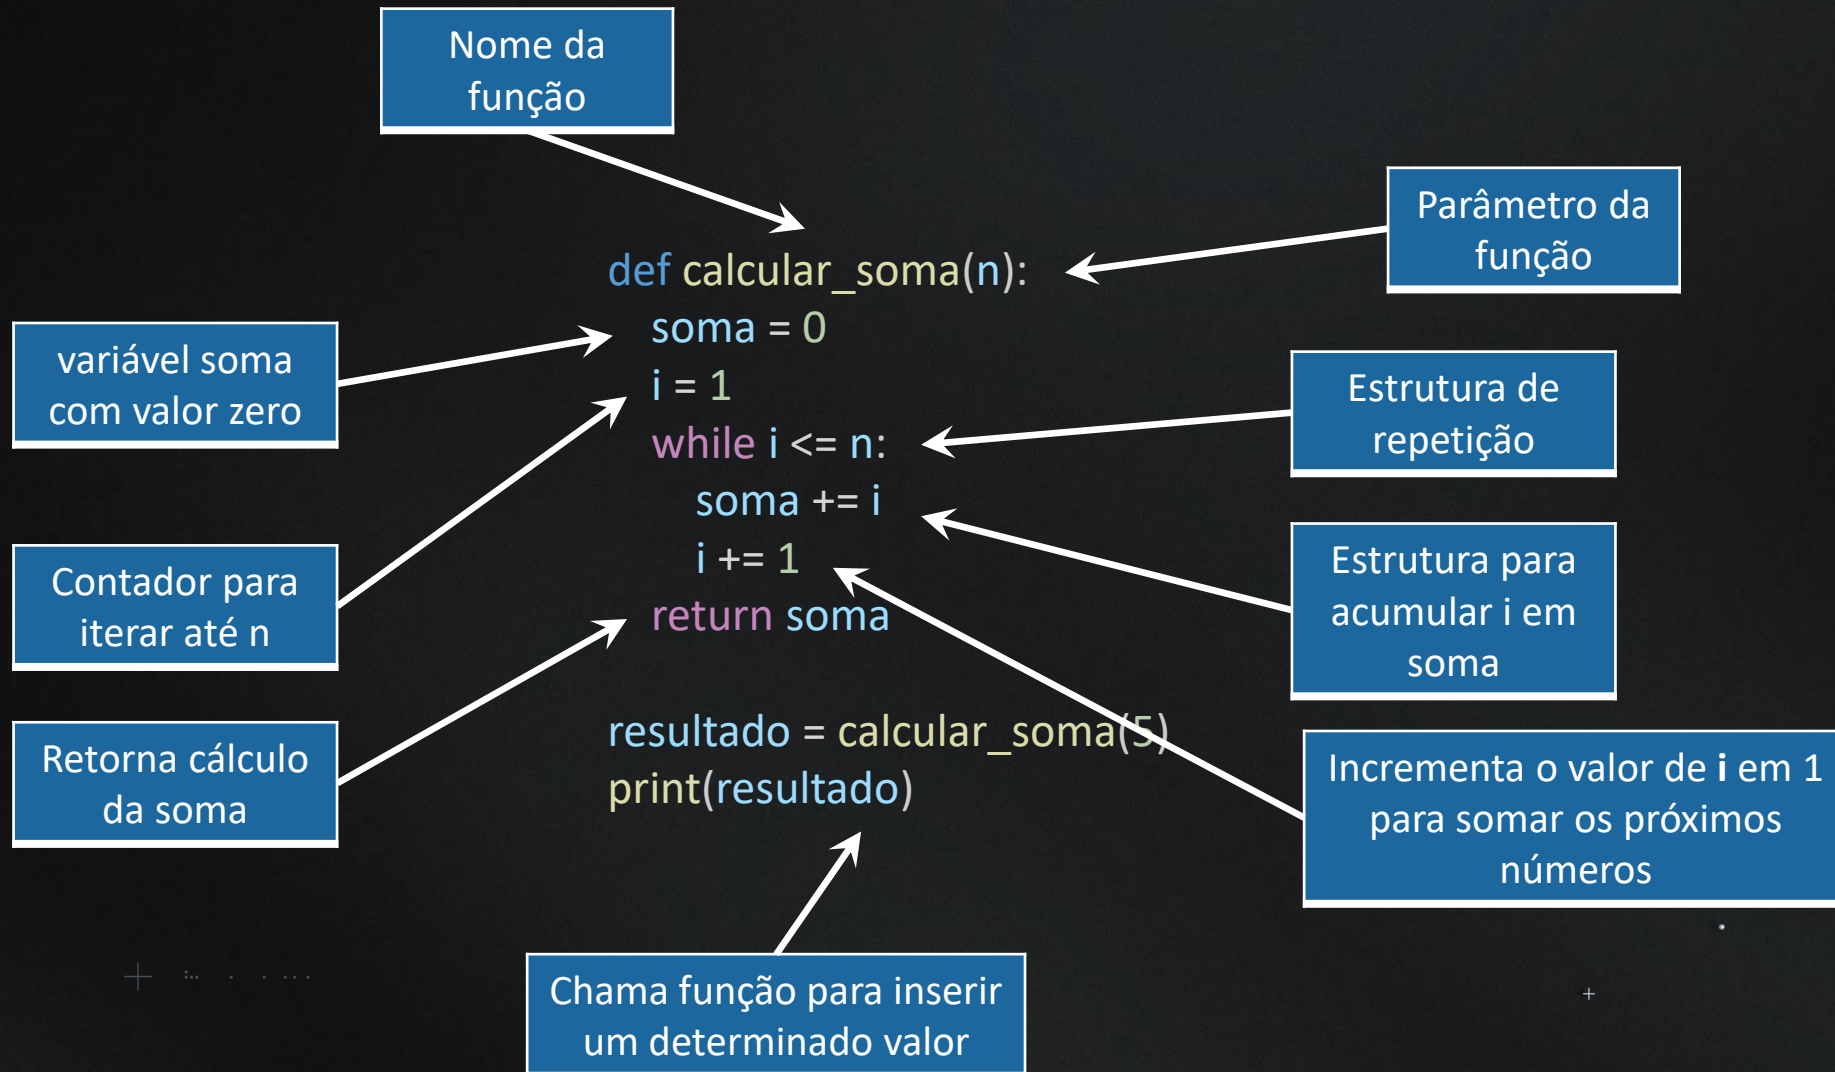 Nome da
função
Parâmetro da
função
def calcular_soma(n):
soma = 0
variável soma
com valor zero
i = 1
Estrutura de
repetição
while i <= n:
soma += i
i += 1
Contador para
iterar até n
Estrutura para
acumular i em
soma
return soma
Retorna cálculo
da soma
resultado = calcular_soma(5)
print(resultado)
Incrementa o valor de i em 1
para somar os próximos
números
Chama função para inserir
um determinado valor